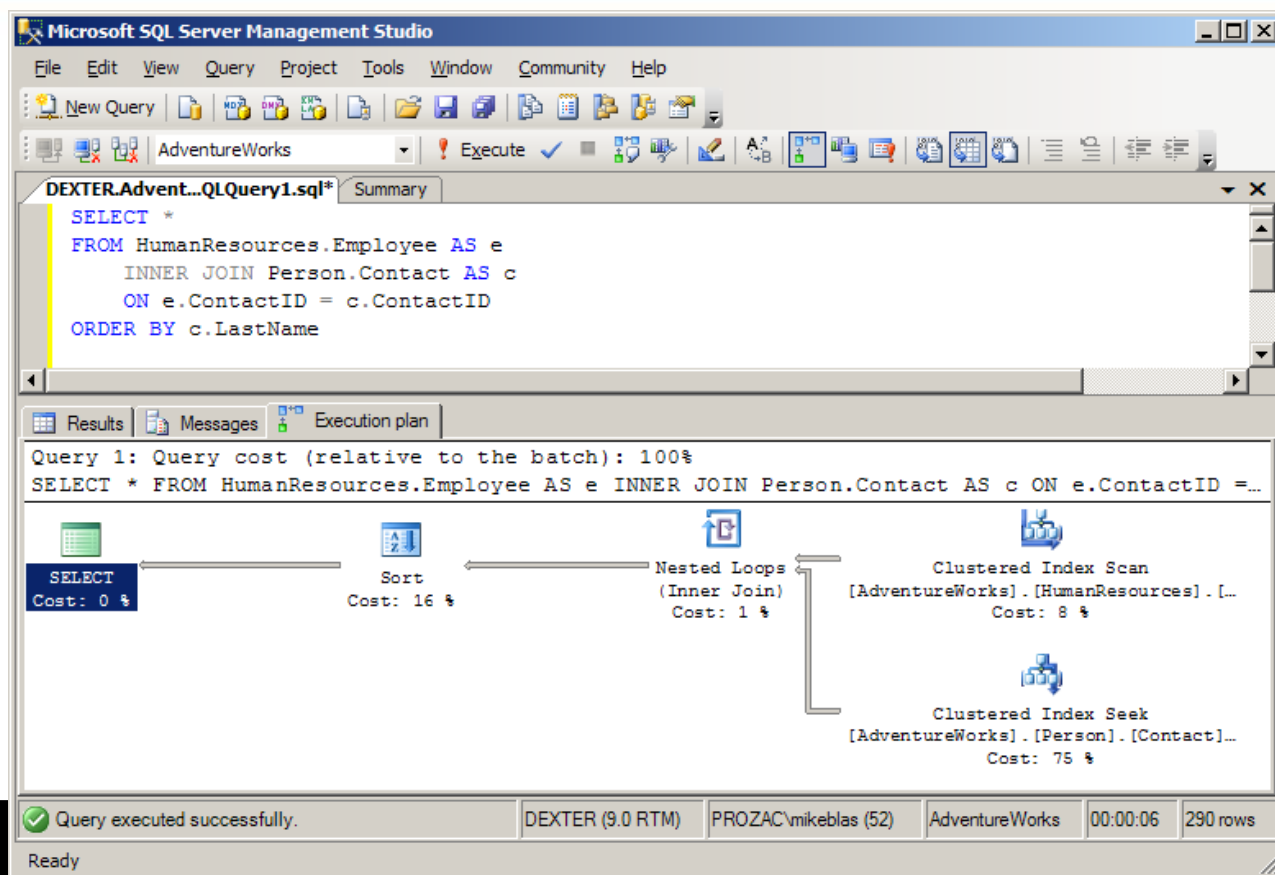 Microsoft SQL Server Management Studio
File Edit View Query Project Tools Window Community Help
New Query
AdventureWorks Execute
DEXTER.Advent...QLQuery1.sql* Summary
SELECT *
FROM HumanResources.Employee AS e
INNER JOIN Person.Contact AS c
ON e.ContactID = c.ContactID
ORDER BY c.LastName
Results Messages Execution plan
Query 1: Query cost (relative to the batch): 100%
SELECT * FROM HumanResources.Employee AS e INNER JOIN Person.Contact AS c ON e.ContactID =…
SELECT
Cost: 0 %
Sort
Cost: 16 %
Nested Loops
(Inner Join)
Cost: 1 %
Clustered Index Scan
[AdventureWorks].[HumanResources].[…
Cost: 8 %
Clustered Index Seek
[AdventureWorks].[Person].[Contact]…
Cost: 75 %
Query executed successfully. DEXTER (9.0 RTM) PROZAC\mikeblas (52) AdventureWorks 00:00:06 290 rows
Ready